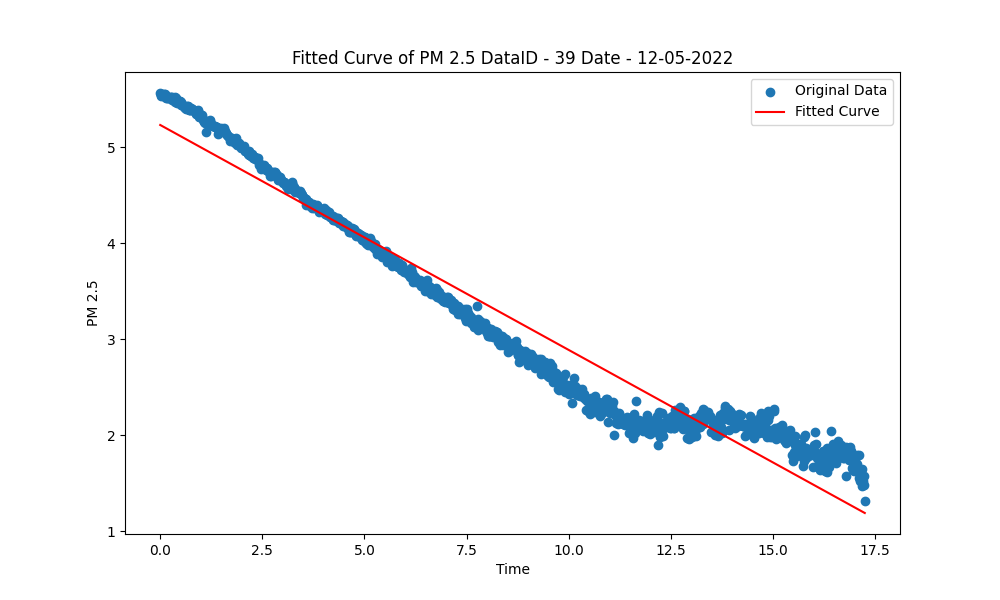 Fitted Curve of PM 2.5 DataID - 39 Date - 12-05-2022
Original Data
Fitted Curve
PM 2.5
5
4
3
2
1
0.0 2.5 5.0 7.5 10.0 12.5 15.0 17.5
Time